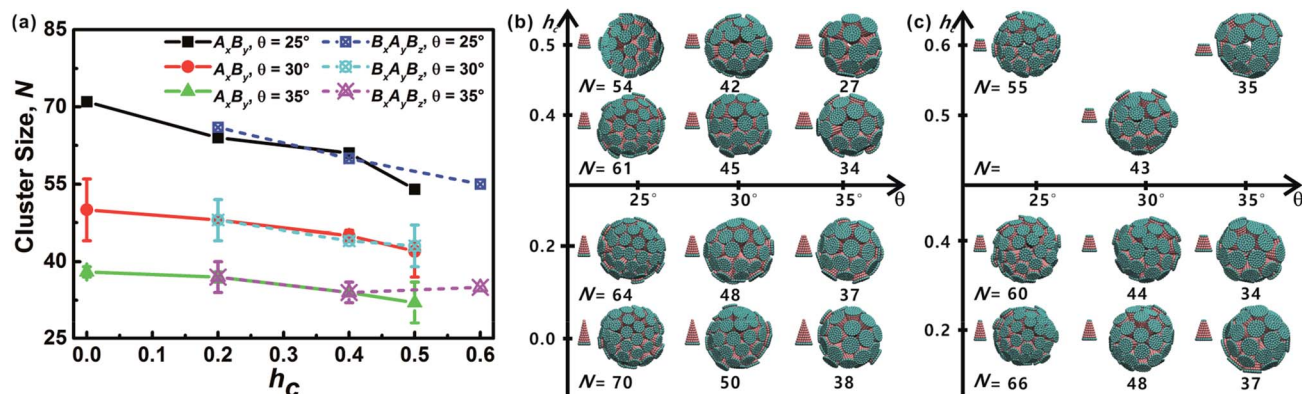 (a)
85
70
55
40
25
Cluster Size, N
0.0 0.1 0.2 0.3 0.4 0.5 0.6
h_c
A_xB_y, θ = 25°
A_xB_y, θ = 30°
A_xB_y, θ = 35°
B_xA_yB_z, θ = 25°
B_xA_yB_z, θ = 30°
B_xA_yB_z, θ = 35°
(b)
h_c
0.5
N= 54 42 27
0.4
N= 61 45 34
25° 30° 35° θ
0.2
N= 64 48 37
0.0
N= 70 50 38
(c)
h_c
0.6
N= 55 35
0.5
N= 43
25° 30° 35° θ
0.4
N= 60 44 34
0.2
N= 66 48 37